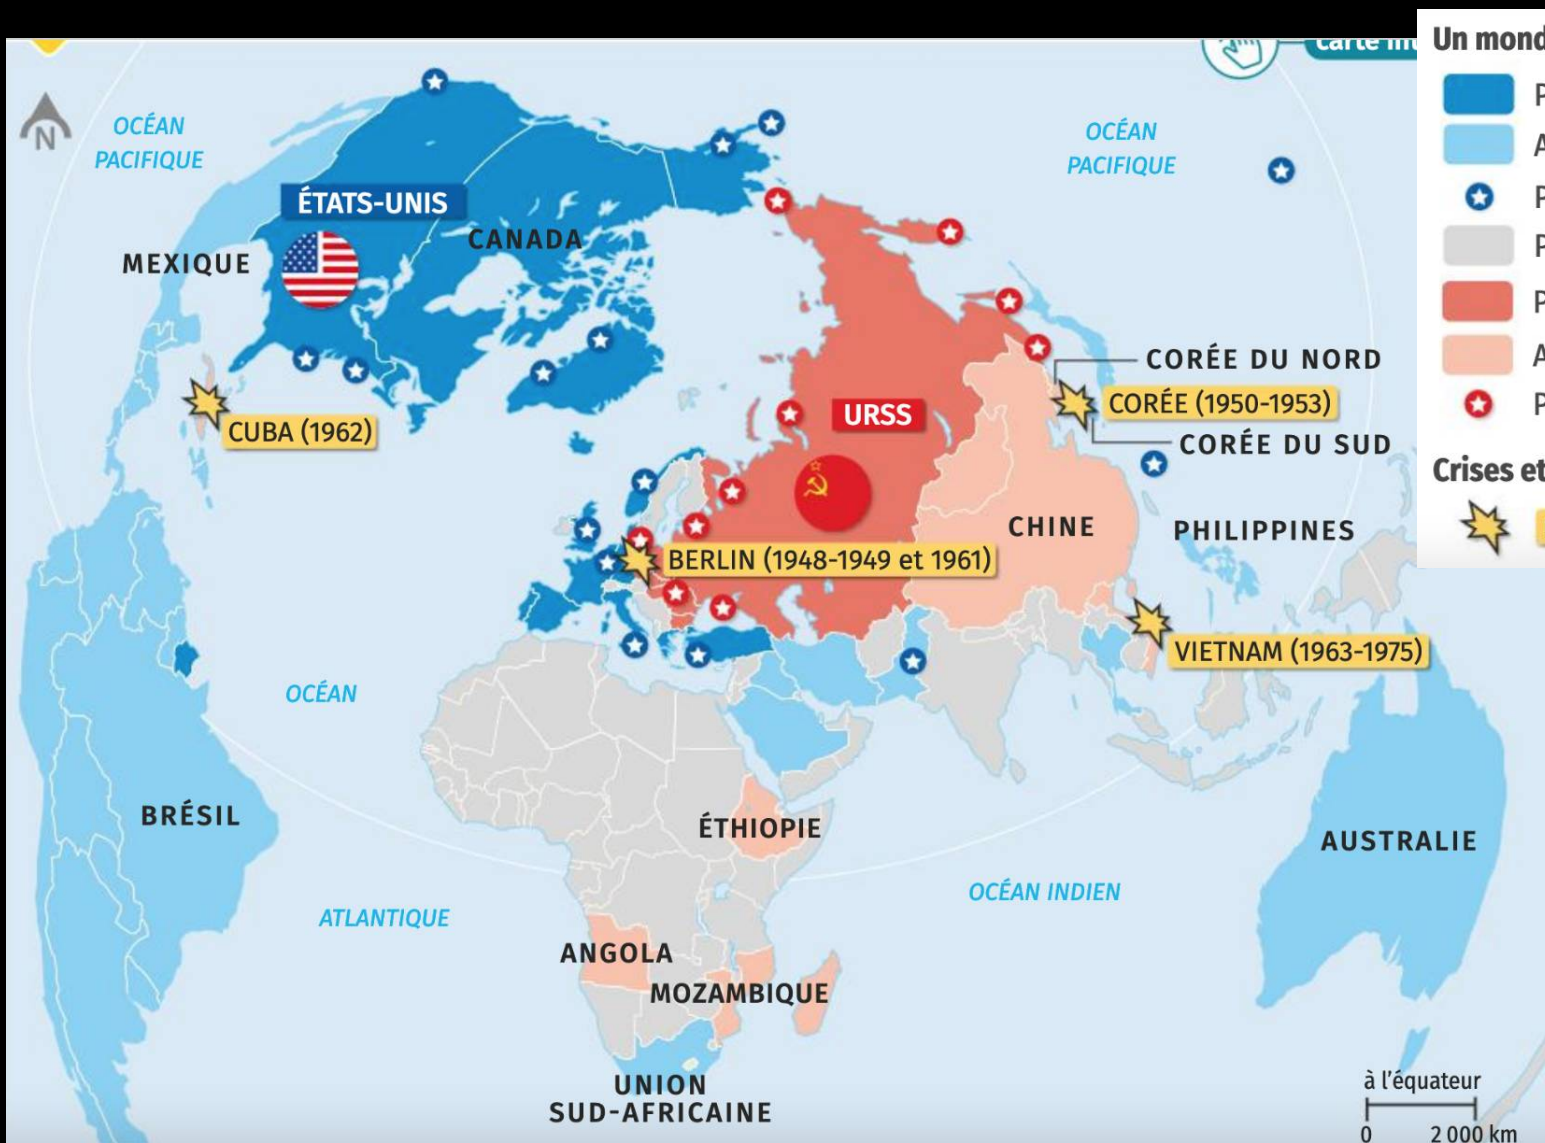 N
OCÉAN
PACIFIQUE
ÉTATS-UNIS
CANADA
MEXIQUE
CUBA (1962)
OCÉAN
PACIFIQUE
URSS
CORÉE DU NORD
CORÉE (1950-1953)
CORÉE DU SUD
CHINE
PHILIPPINES
BERLIN (1948-1949 et 1961)
VIETNAM (1963-1975)
OCÉAN
ATLANTIQUE
BRÉSIL
ÉTHIOPIE
ANGOLA
MOZAMBIQUE
UNION
SUD-AFRICAINE
OCÉAN INDIEN
AUSTRALIE
à l'équateur
0 2 000 km
Un mond
P
A
P
P
P
A
P
Crises et